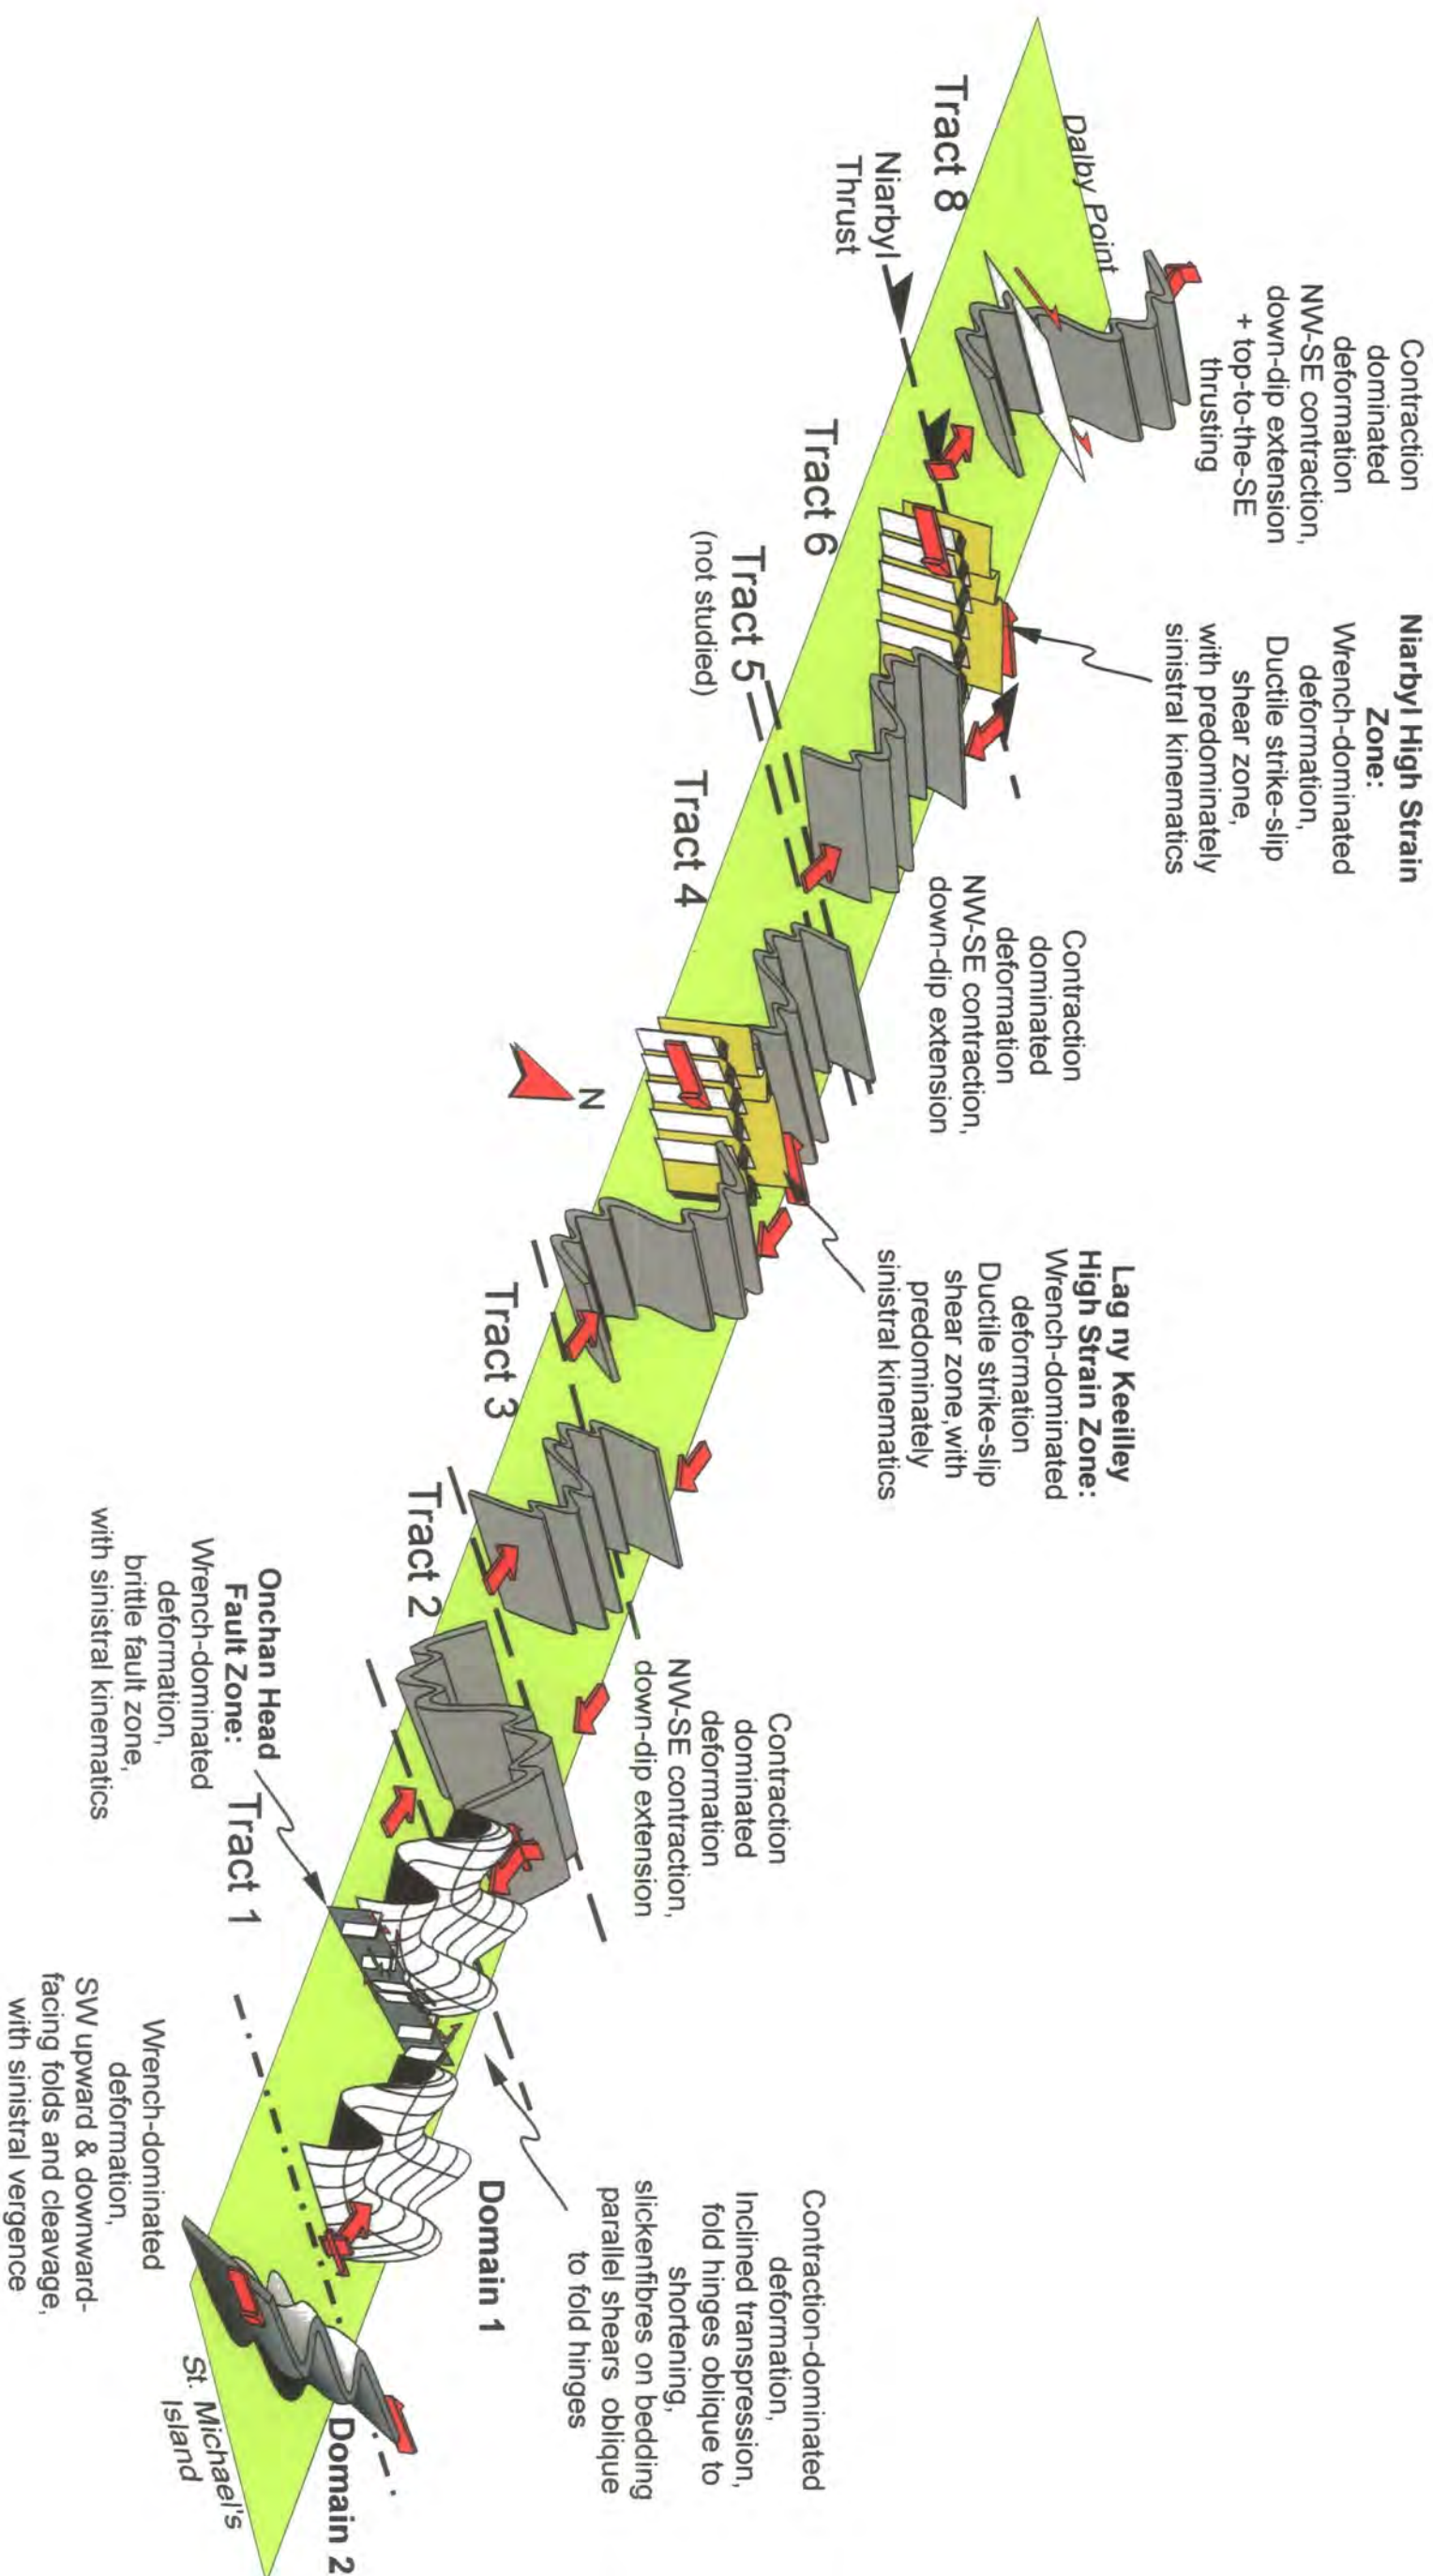 Contraction
dominated
deformation
NW-SE contraction,
down-dip extension
+ top-to-the-SE
thrusting
Niarbyl High Strain
Zone:
Wrench-dominated
deformation,
Ductile strike-slip
shear zone,
with predominately
sinistral kinematics
Contraction
dominated
deformation
NW-SE contraction,
down-dip extension
Lag ny Keeilley
High Strain Zone:
Wrench-dominated
deformation
Ductile strike-slip
shear zone, with
predominately
sinistral kinematics
Contraction
dominated
deformation
NW-SE contraction,
down-dip extension
Contraction-dominated
deformation,
Inclined transpression,
fold hinges oblique to
shortening,
slickenfibres on bedding
parallel shears oblique
to fold hinges
Dalby Point
Tract 8
Niarbyl
Thrust
Tract 6
Tract 5
(not studied)
Tract 4
N
Tract 3
Tract 2
Onchan Head
Fault Zone:
Wrench-dominated
deformation,
brittle fault zone,
with sinistral kinematics
Tract 1
Domain 1
Domain 2
St. Michael's
Island
Wrench-dominated
deformation,
SW upward & downward-
facing folds and cleavage,
with sinistral vergence